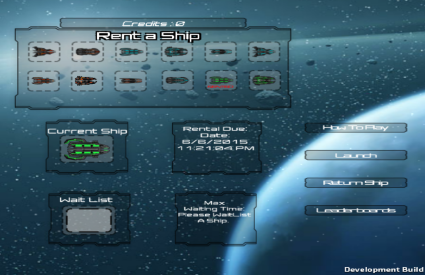 Credits : 0
Rent a Ship
Current Ship
Rental Due:
Date:
6/6/2015
11:21:04 PM
How To Play
Launch
Return Ship
Leaderboards
Wait List
Max
Waiting Time:
Please WaitList
A Ship.
Development Build